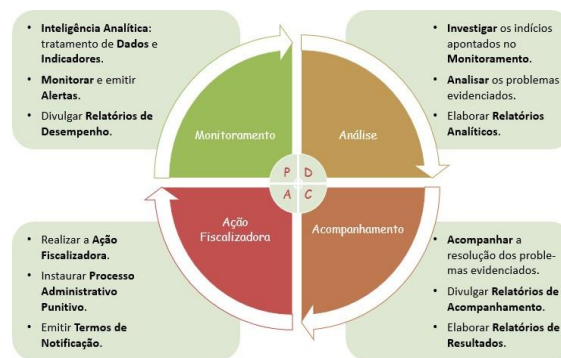 • Inteligência Analítica:
tratamento de Dados e
Indicadores.
• Monitorar e emitir
Alertas.
• Divulgar Relatórios de
Desempenho.
• Investigar os indícios
apontados no
Monitoramento.
• Analisar os problemas
evidenciados.
• Elaborar Relatórios
Analíticos.
Monitoramento
Análise
P D
A C
Ação
Fiscalizadora
Acompanhamento
• Realizar a Ação
Fiscalizadora.
• Instaurar Processo
Administrativo
Punitivo.
• Emitir Termos de
Notificação.
• Acompanhar a
resolução dos proble-
mas evidenciados.
• Divulgar Relatórios de
Acompanhamento.
• Elaborar Relatórios de
Resultados.